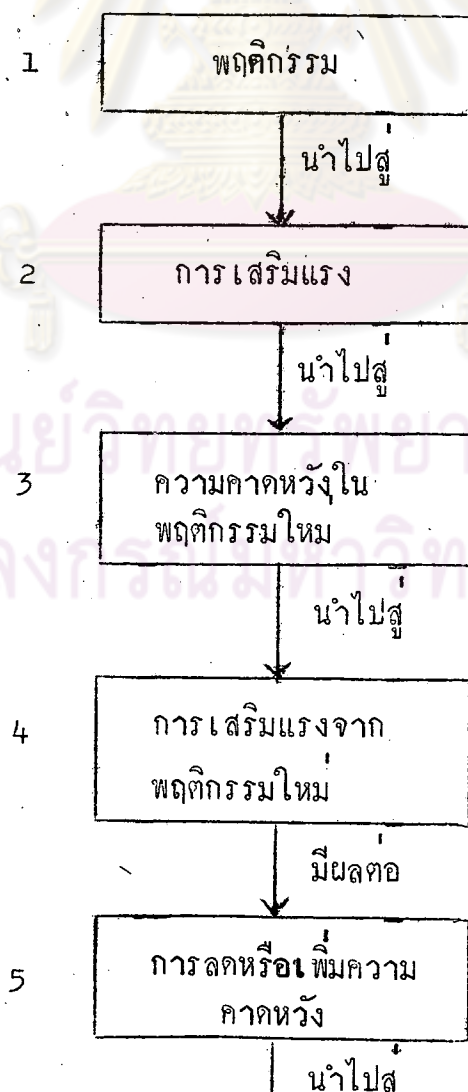 1
พฤติกรรม
นำไปสู่
2
การเสริมแรง
นำไปสู่
3
ความคาดหวังใน
พฤติกรรมใหม่
นำไปสู่
4
การเสริมแรงจาก
พฤติกรรมใหม่
มีผลต่อ
5
การลดหรือเพิ่มความ
คาดหวัง
นำไปสู่